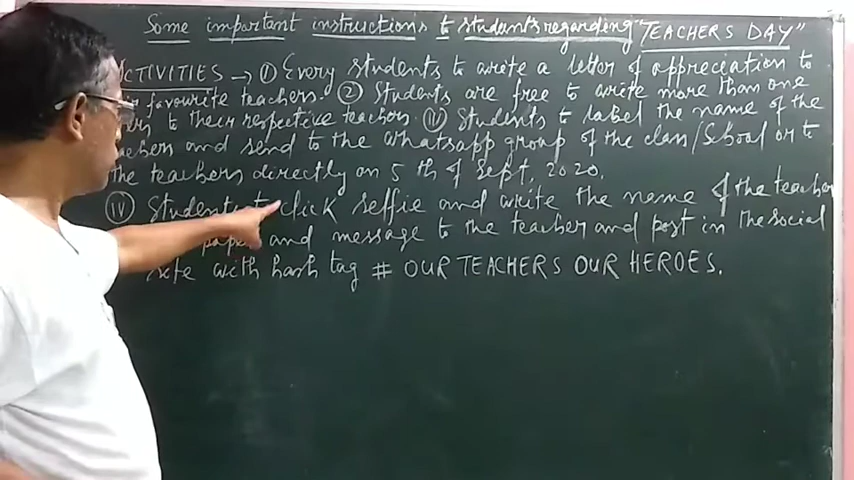 Some important instructions to students regarding "TEACHERS DAY"
ACTIVITIES → (I) Every students to write a letter of appreciation to
favourite teachers. (2) Students are free to write more than one
to their respective teachers. (IV) Students to label the name of the
and send to the whatsapp group of the class/School or to
the teachers directly on 5 th of Sept, 2020.
(IV) Students to click selfie and write the name of the teacher
paper and message to the teacher and post in the social
site with hash tag # OUR TEACHERS OUR HEROES.